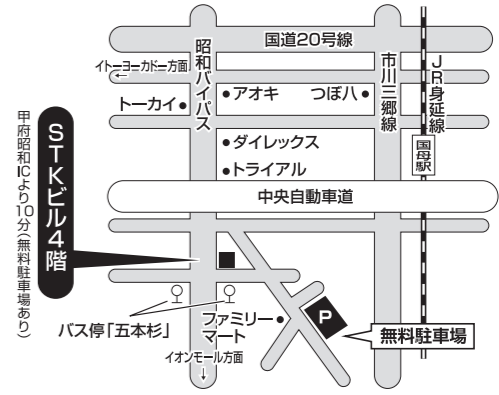 国道20号線
イトーヨーカドー方面
←
昭和バイパス
市川三郷線
JR身延線
トーカイ
アオキ
つぼ八
国母駅
ダイレックス
トライアル
中央自動車道
STKビル4階
甲府昭和ICより10分(無料駐車場あり)
バス停「五本杉」
ファミリー
マート
P
無料駐車場
イオンモール方面
↓